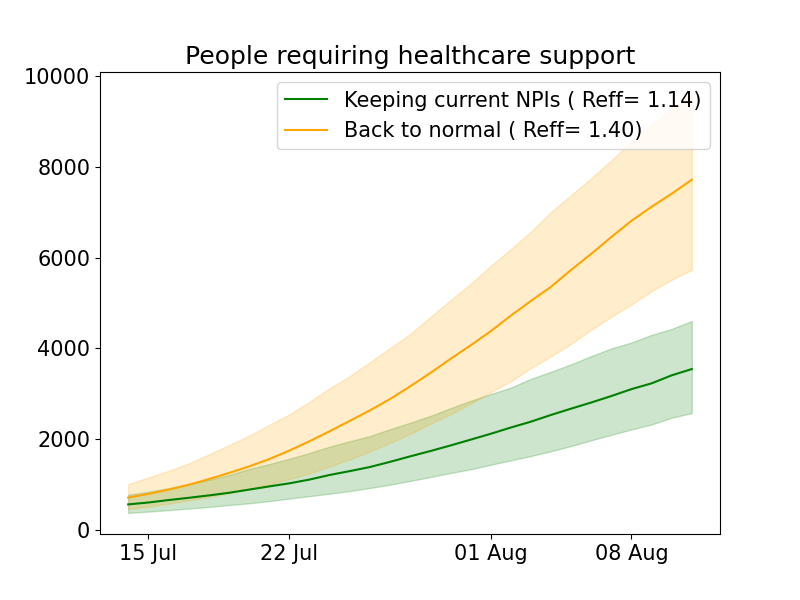 People requiring healthcare support
10000
8000
6000
4000
2000
0
Keeping current NPIs ( Reff= 1.14)
Back to normal ( Reff= 1.40)
15 Jul
22 Jul
01 Aug
08 Aug